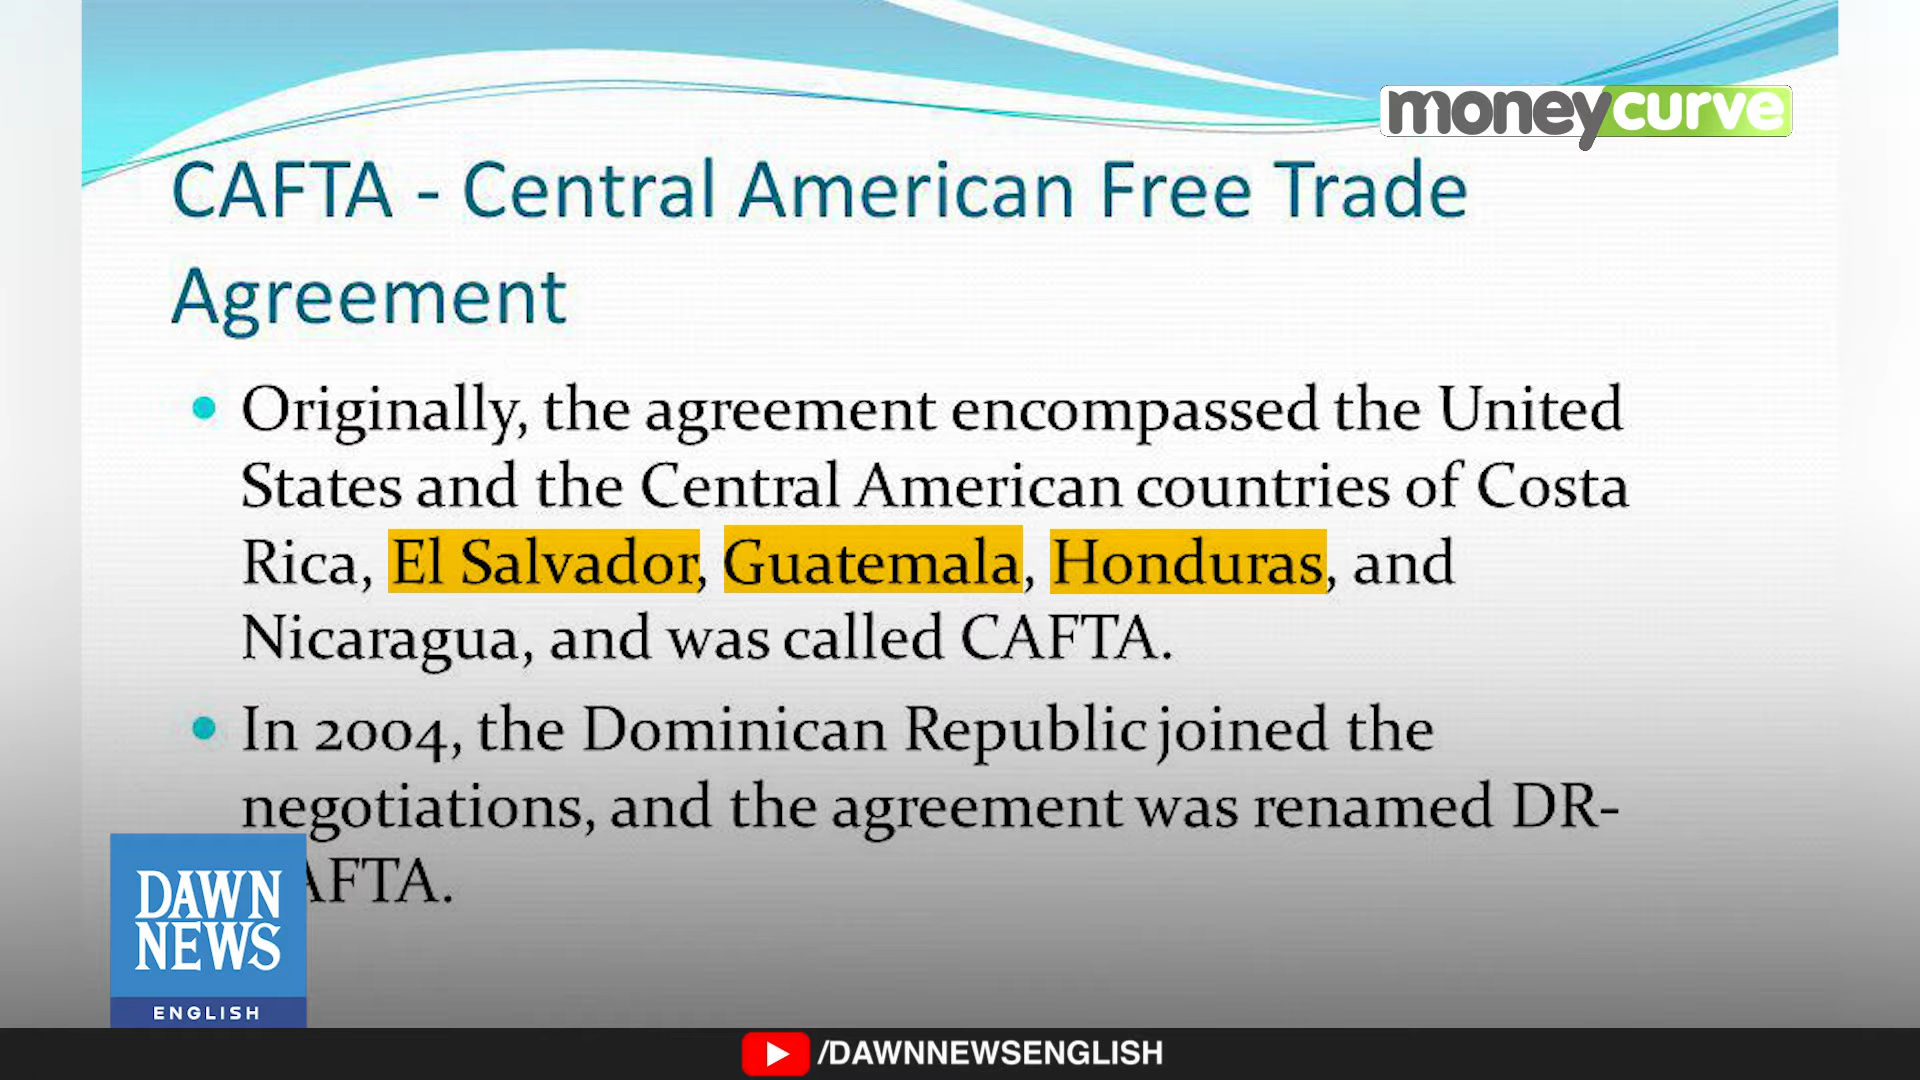 moneycurve
CAFTA - Central American Free Trade
Agreement
Originally, the agreement encompassed the United
States and the Central American countries of Costa
Rica, El Salvador, Guatemala, Honduras, and
Nicaragua, and was called CAFTA.
In 2004, the Dominican Republic joined the
negotiations, and the agreement was renamed DR-
AFTA.
DAWN
NEWS
ENGLISH
/DAWNNEWSENGLISH